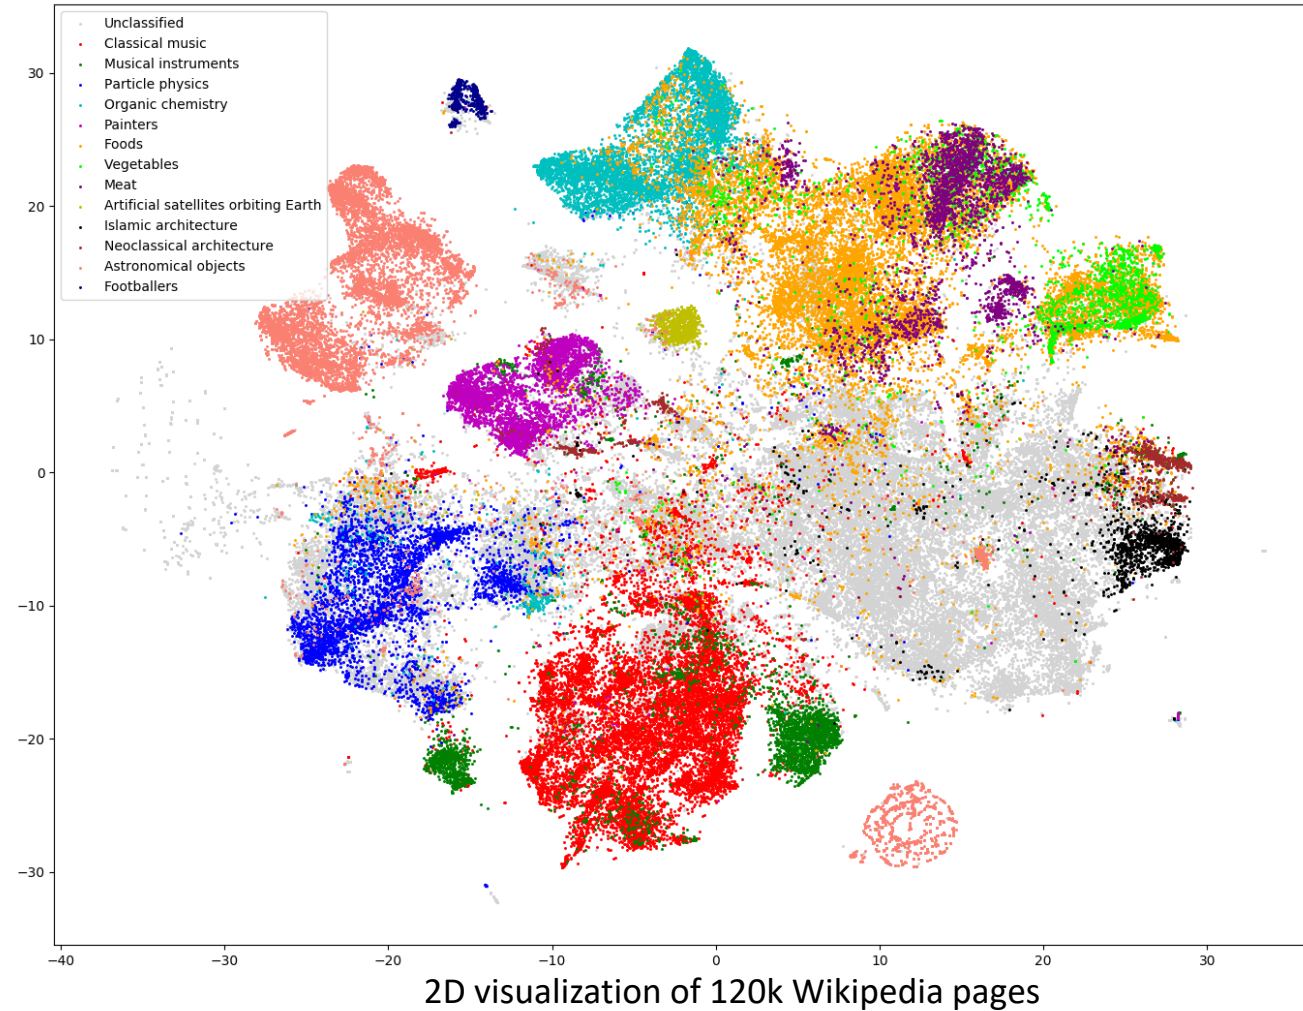 Unclassified
Classical music
Musical instruments
Particle physics
Organic chemistry
Painters
Foods
Vegetables
Meat
Artificial satellites orbiting Earth
Islamic architecture
Neoclassical architecture
Astronomical objects
Footballers
30
20
10
0
−10
−20
−30
−40 −30 −20 −10 0 10 20 30
2D visualization of 120k Wikipedia pages